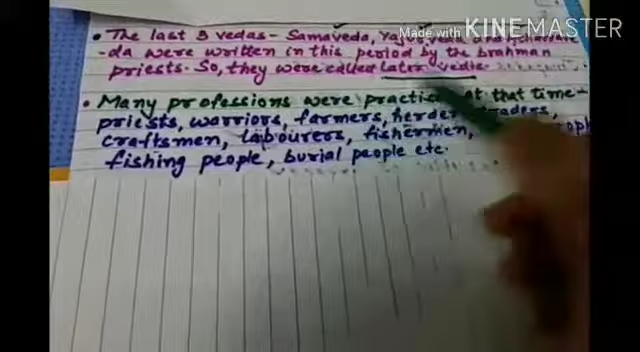 Made with KINEMASTER
• The last 3 vedas - Samaveda, Yajur veda
-da were written in this period by the brahman
priests. So, they were called later vedic.
• Many professions were at that time -
priests, warriors, farmers,
craftsmen, labourers, fishermen,
fishing people, burial people etc.